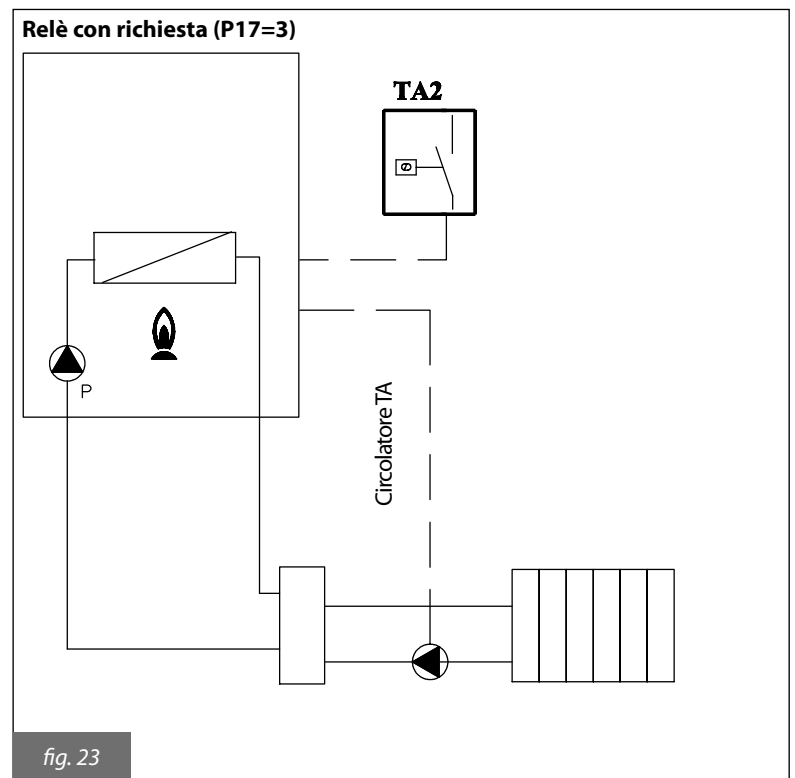 Relè con richiesta (P17=3)
TA2
P
Circolatore TA
fig. 23